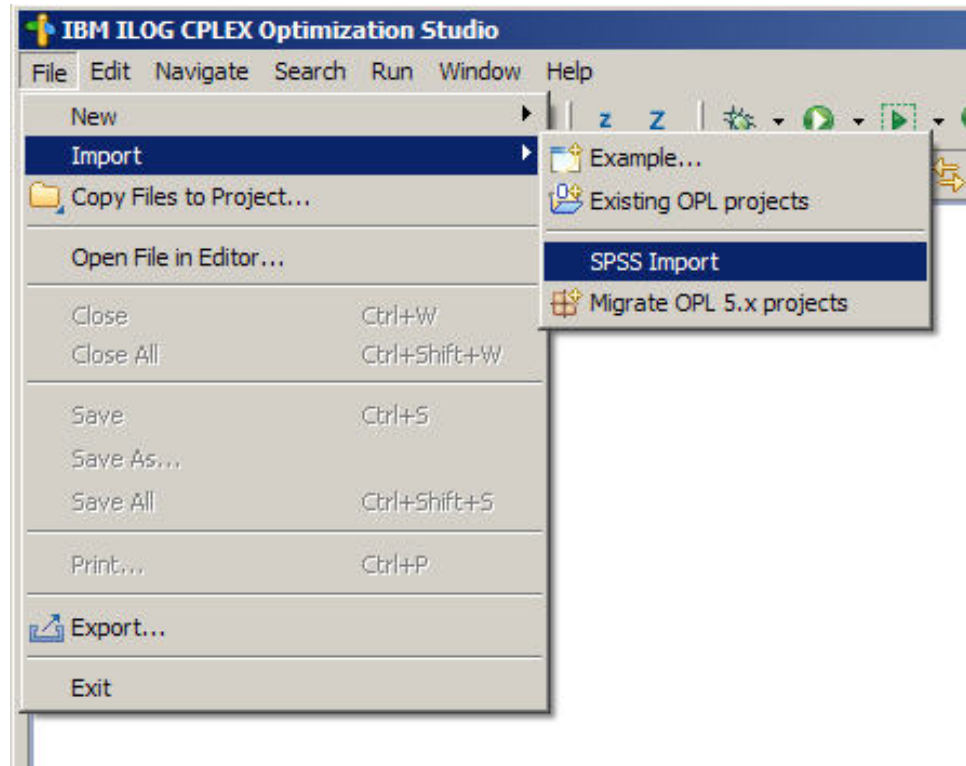 IBM ILOG CPLEX Optimization Studio
File Edit Navigate Search Run Window Help
New
Import
Copy Files to Project...
Open File in Editor...
Close Ctrl+W
Close All Ctrl+Shift+W
Save Ctrl+S
Save As...
Save All Ctrl+Shift+S
Print... Ctrl+P
Export...
Exit
z Z
Example...
Existing OPL projects
SPSS Import
Migrate OPL 5.x projects